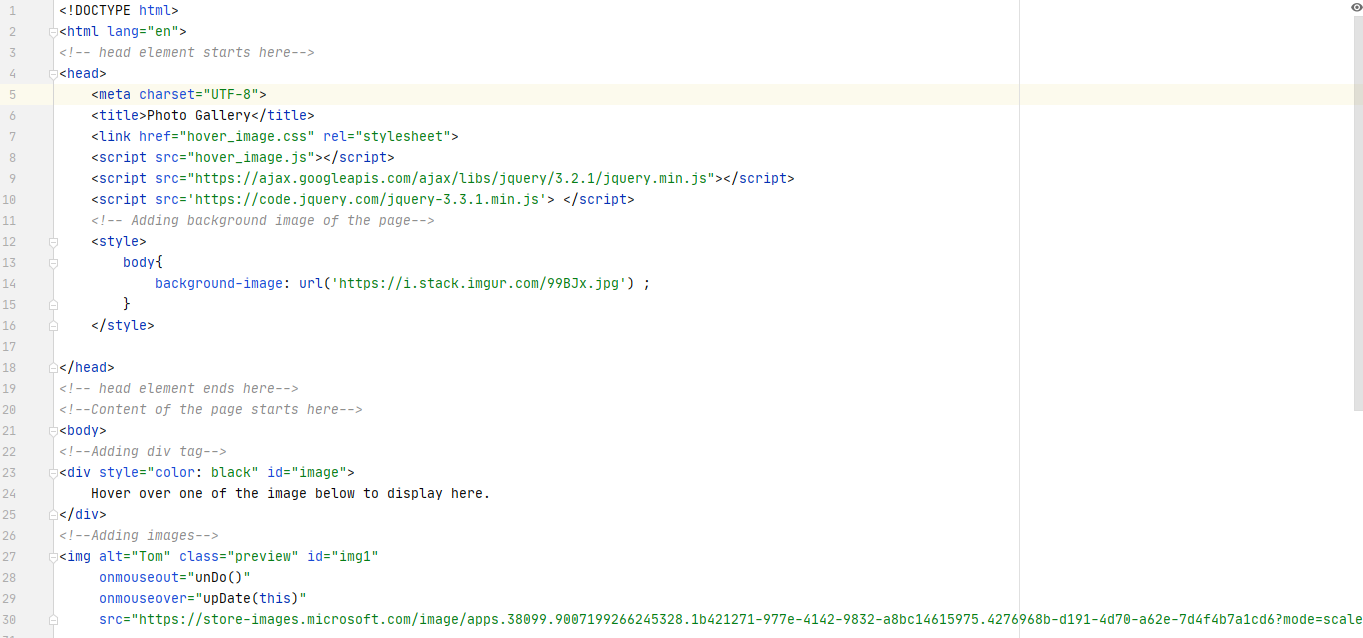 1 <!DOCTYPE html>
2 <html lang="en">
3 <!-- head element starts here-->
4 <head>
5     <meta charset="UTF-8">
6     <title>Photo Gallery</title>
7     <link href="hover_image.css" rel="stylesheet">
8     <script src="hover_image.js"></script>
9     <script src="https://ajax.googleapis.com/ajax/libs/jquery/3.2.1/jquery.min.js"></script>
10     <script src='https://code.jquery.com/jquery-3.3.1.min.js'> </script>
11     <!-- Adding background image of the page-->
12     <style>
13         body{
14             background-image: url('https://i.stack.imgur.com/99BJx.jpg') ;
15         }
16     </style>
17
18 </head>
19 <!-- head element ends here-->
20 <!--Content of the page starts here-->
21 <body>
22 <!--Adding div tag-->
23 <div style="color: black" id="image">
24     Hover over one of the image below to display here.
25 </div>
26 <!--Adding images-->
27 <img alt="Tom" class="preview" id="img1"
28      onmouseout="unDo()"
29      onmouseover="upDate(this)"
30      src="https://store-images.microsoft.com/image/apps.38099.9007199266245328.1b421271-977e-4142-9832-a8bc14615975.4276968b-d191-4d70-a62e-7d4f4b7a1cd6?mode=scale